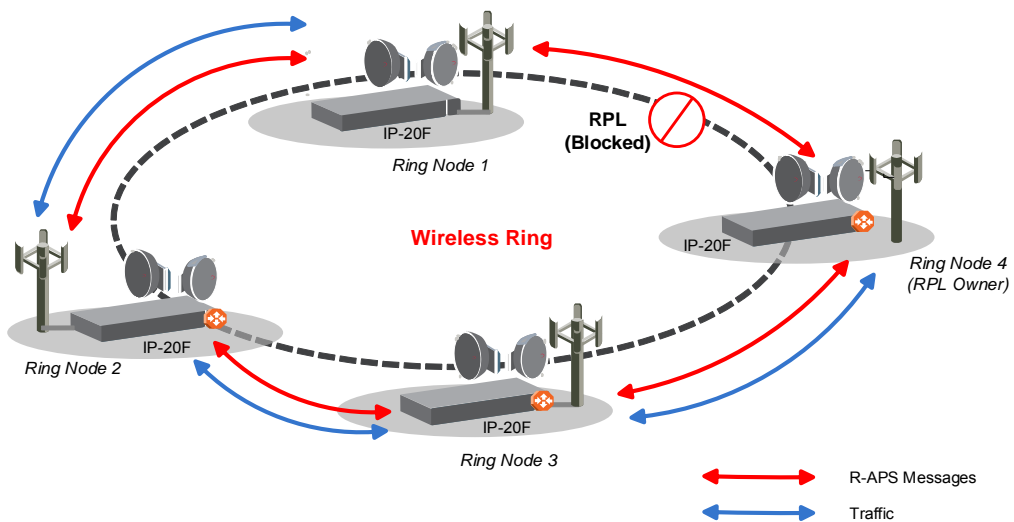 IP-20F
Ring Node 1
RPL
(Blocked)
IP-20F
Ring Node 4
(RPL Owner)
Wireless Ring
IP-20F
Ring Node 2
IP-20F
Ring Node 3
R-APS Messages
Traffic